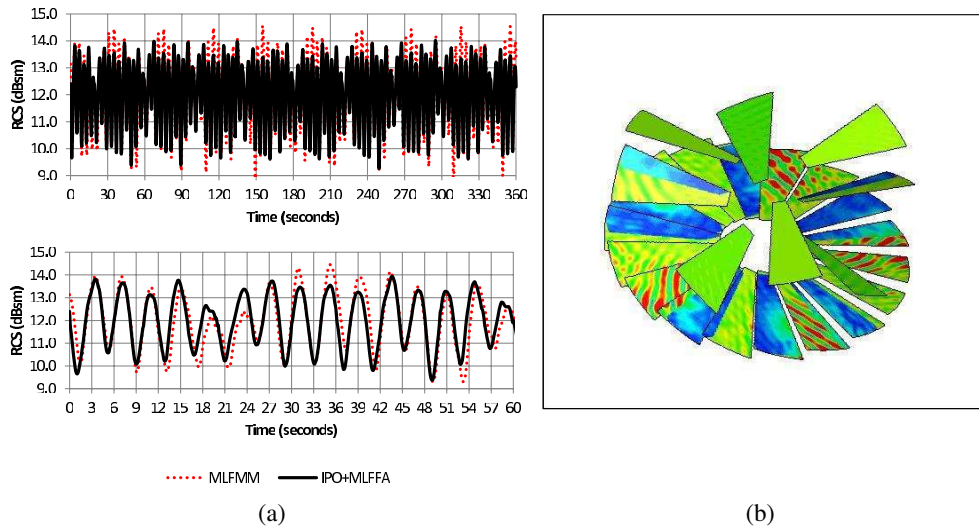 15.0
14.0
13.0
12.0
11.0
10.0
9.0
RCS (dBsm)
0 30 60 90 120 150 180 210 240 270 300 330 360
Time (seconds)
15.0
14.0
13.0
12.0
11.0
10.0
9.0
RCS (dBsm)
0 3 6 9 12 15 18 21 24 27 30 33 36 39 42 45 48 51 54 57 60
Time (seconds)
MLFMM IPO+MLFFA
(a) (b)